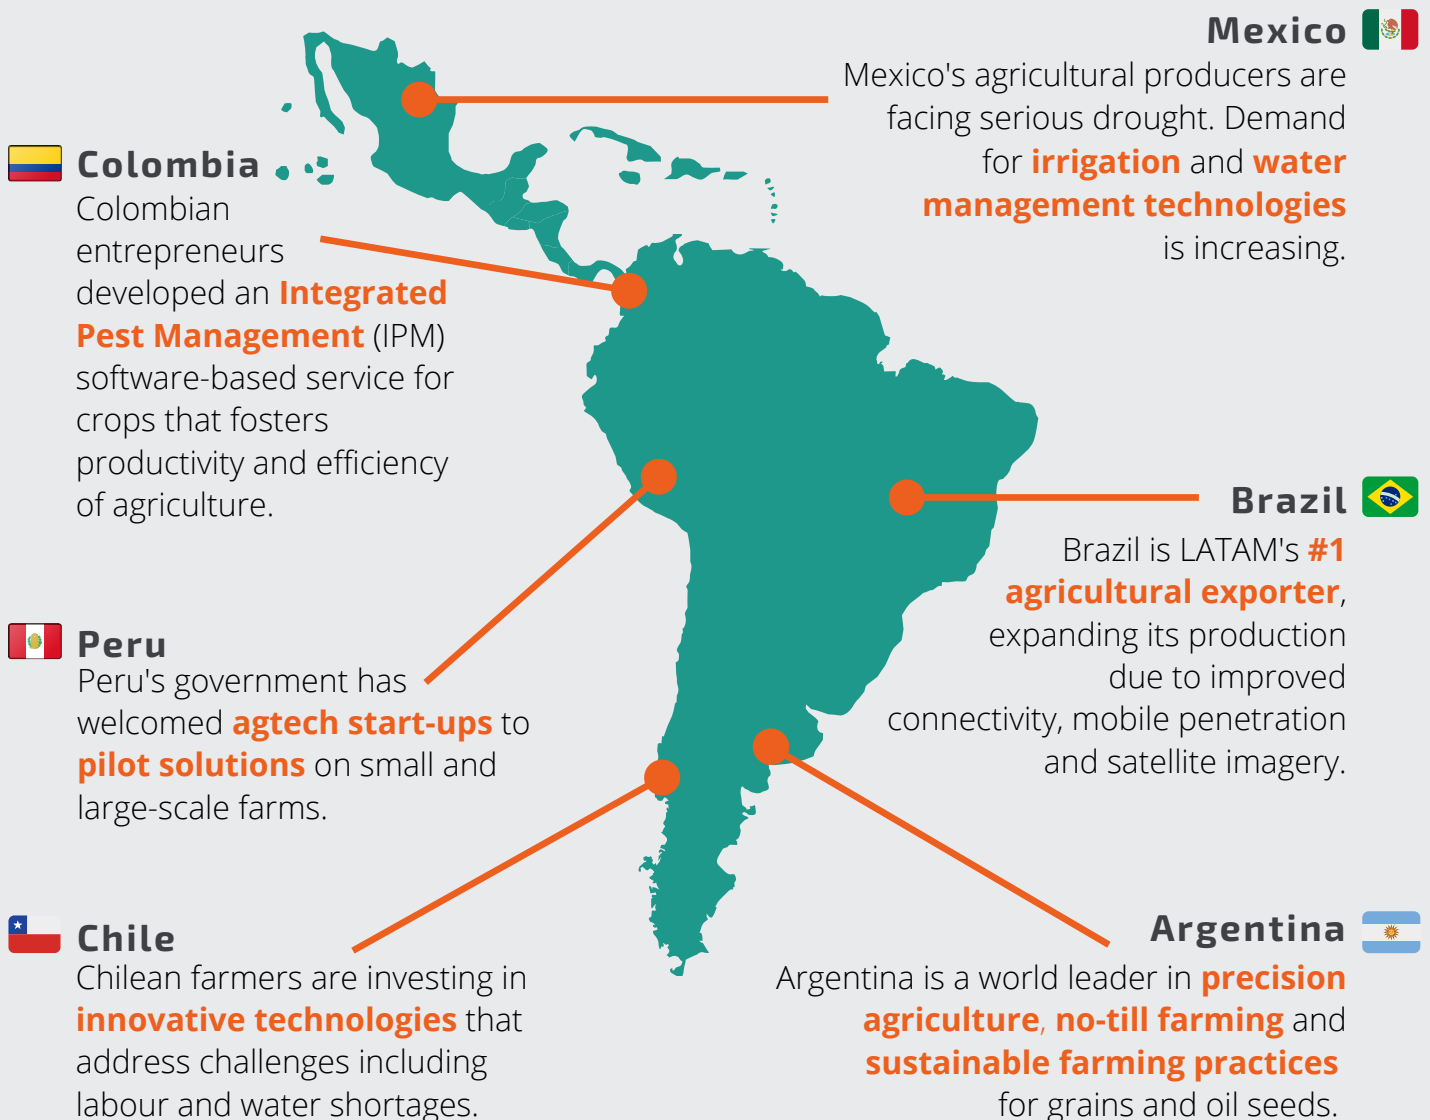 Mexico
Mexico's agricultural producers are
facing serious drought. Demand
for irrigation and water
management technologies
is increasing.
Colombia
Colombian
entrepreneurs
developed an Integrated
Pest Management (IPM)
software-based service for
crops that fosters
productivity and efficiency
of agriculture.
Brazil
Brazil is LATAM's #1
agricultural exporter,
expanding its production
due to improved
connectivity, mobile penetration
and satellite imagery.
Peru
Peru's government has
welcomed agtech start-ups to
pilot solutions on small and
large-scale farms.
Chile
Chilean farmers are investing in
innovative technologies that
address challenges including
labour and water shortages.
Argentina
Argentina is a world leader in precision
agriculture, no-till farming and
sustainable farming practices
for grains and oil seeds.